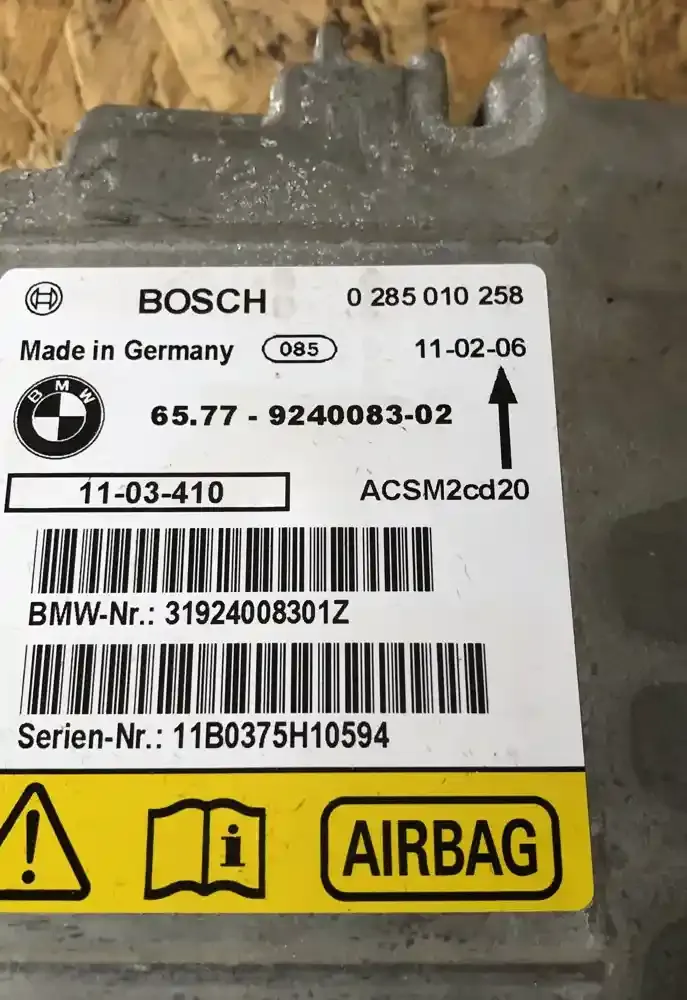 BOSCH 0 285 010 258
Made in Germany 085 11-02-06
BMW
65.77 - 9240083-02
11-03-410 ACSM2cd20
BMW-Nr.: 31924008301Z
Serien-Nr.: 11B0375H10594
! i AIRBAG